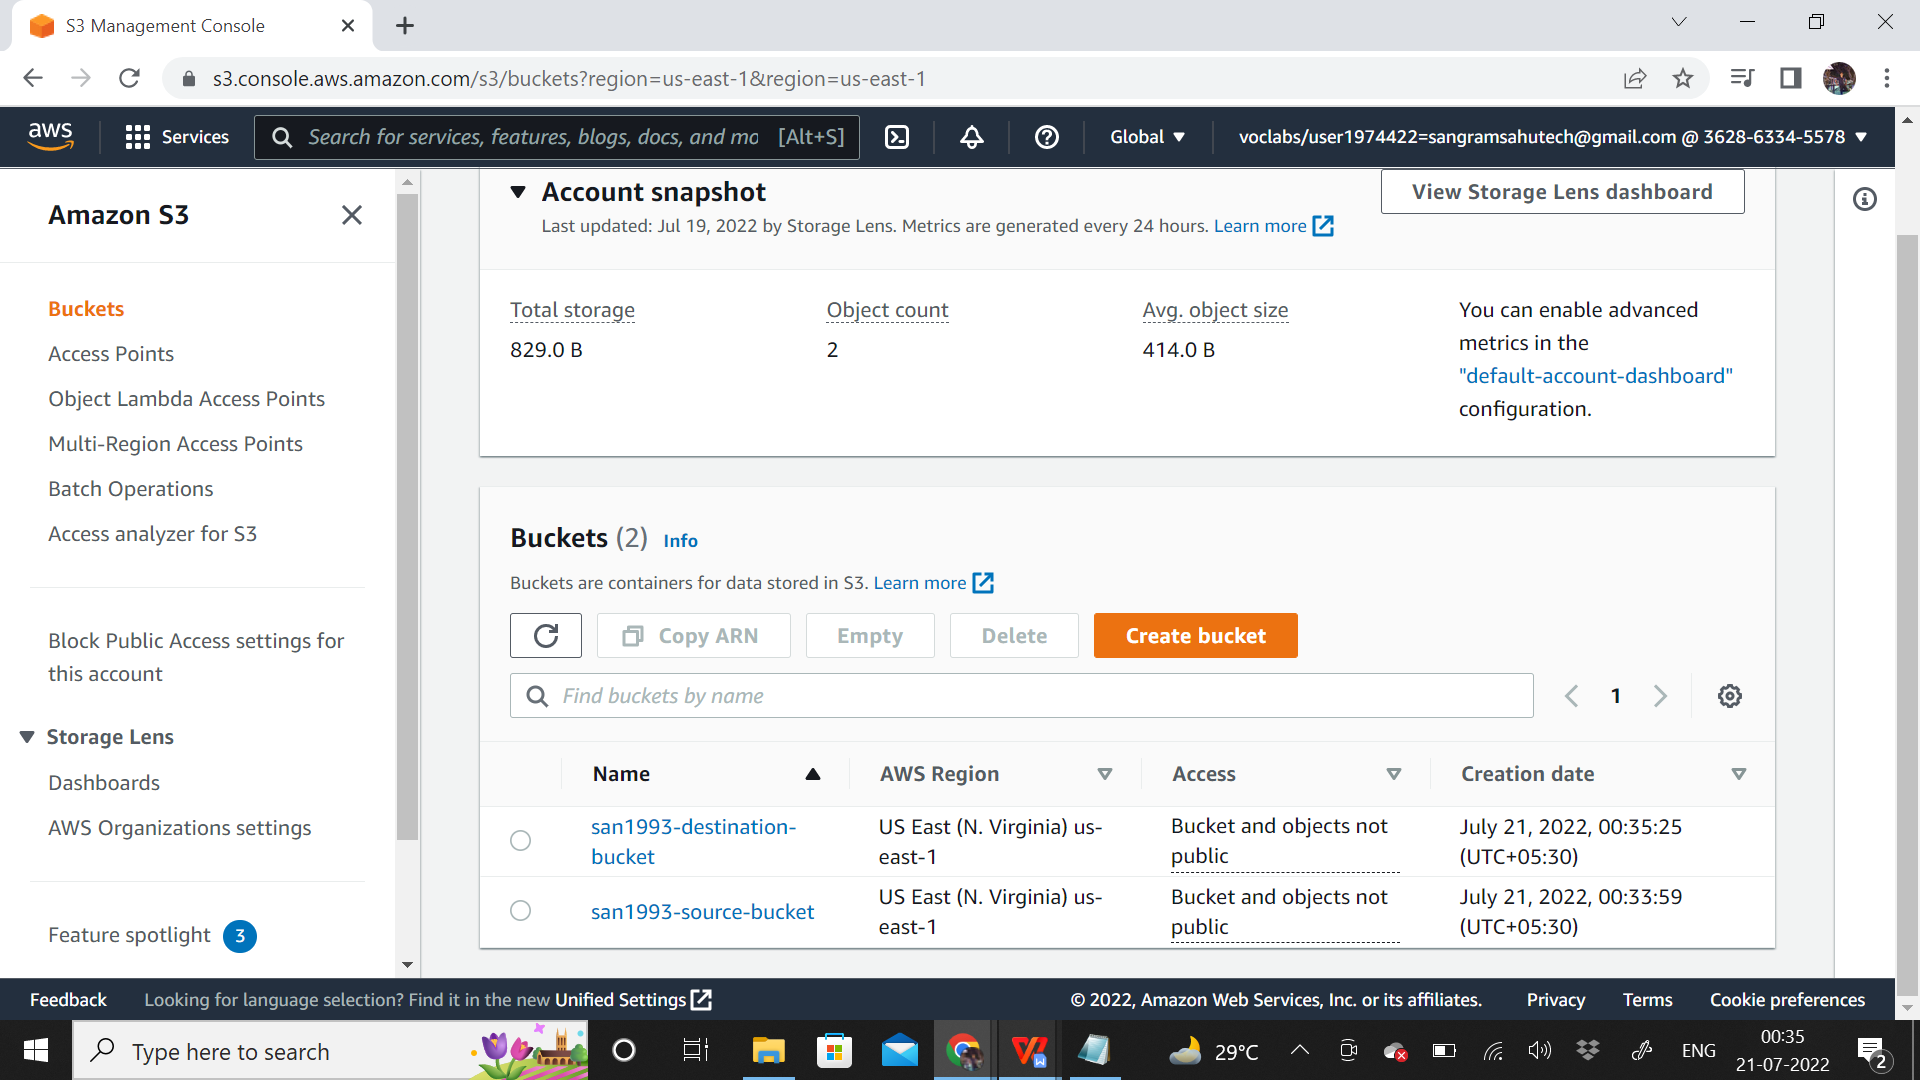 S3 Management Console
s3.console.aws.amazon.com/s3/buckets?region=us-east-1&region=us-east-1
aws
Services
Search for services, features, blogs, docs, and mo [Alt+S]
Global
voclabs/user1974422=sangramsahutech@gmail.com @ 3628-6334-5578
Amazon S3
Buckets
Access Points
Object Lambda Access Points
Multi-Region Access Points
Batch Operations
Access analyzer for S3
Block Public Access settings for
this account
Storage Lens
Dashboards
AWS Organizations settings
Feature spotlight 3
Account snapshot
View Storage Lens dashboard
Last updated: Jul 19, 2022 by Storage Lens. Metrics are generated every 24 hours. Learn more
Total storage
829.0 B
Object count
2
Avg. object size
414.0 B
You can enable advanced
metrics in the
"default-account-dashboard"
configuration.
Buckets (2) Info
Buckets are containers for data stored in S3. Learn more
Copy ARN
Empty
Delete
Create bucket
Find buckets by name
1
Name
AWS Region
Access
Creation date
san1993-destination-
bucket
US East (N. Virginia) us-
east-1
Bucket and objects not
public
July 21, 2022, 00:35:25
(UTC+05:30)
san1993-source-bucket
US East (N. Virginia) us-
east-1
Bucket and objects not
public
July 21, 2022, 00:33:59
(UTC+05:30)
Feedback
Looking for language selection? Find it in the new Unified Settings
© 2022, Amazon Web Services, Inc. or its affiliates.
Privacy
Terms
Cookie preferences
Type here to search
29°C
ENG
00:35
21-07-2022
2